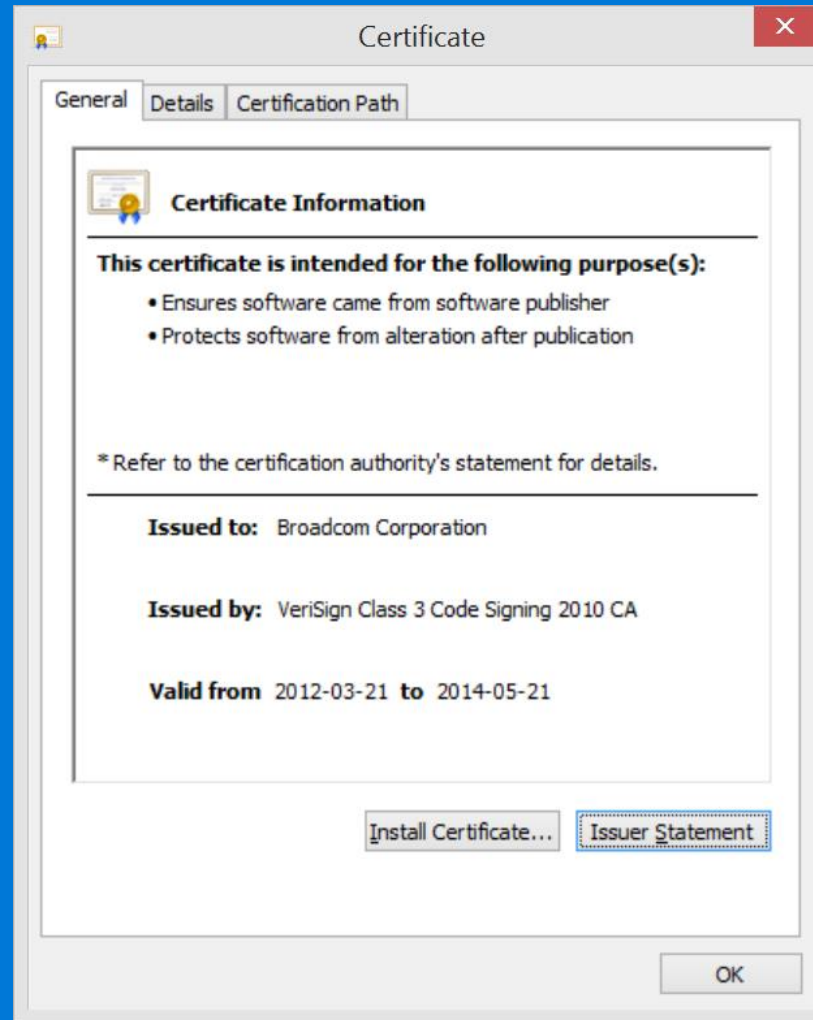 Certificate
General Details Certification Path
Certificate Information
This certificate is intended for the following purpose(s):
• Ensures software came from software publisher
• Protects software from alteration after publication
* Refer to the certification authority's statement for details.
Issued to: Broadcom Corporation
Issued by: VeriSign Class 3 Code Signing 2010 CA
Valid from 2012-03-21 to 2014-05-21
Install Certificate... Issuer Statement
OK